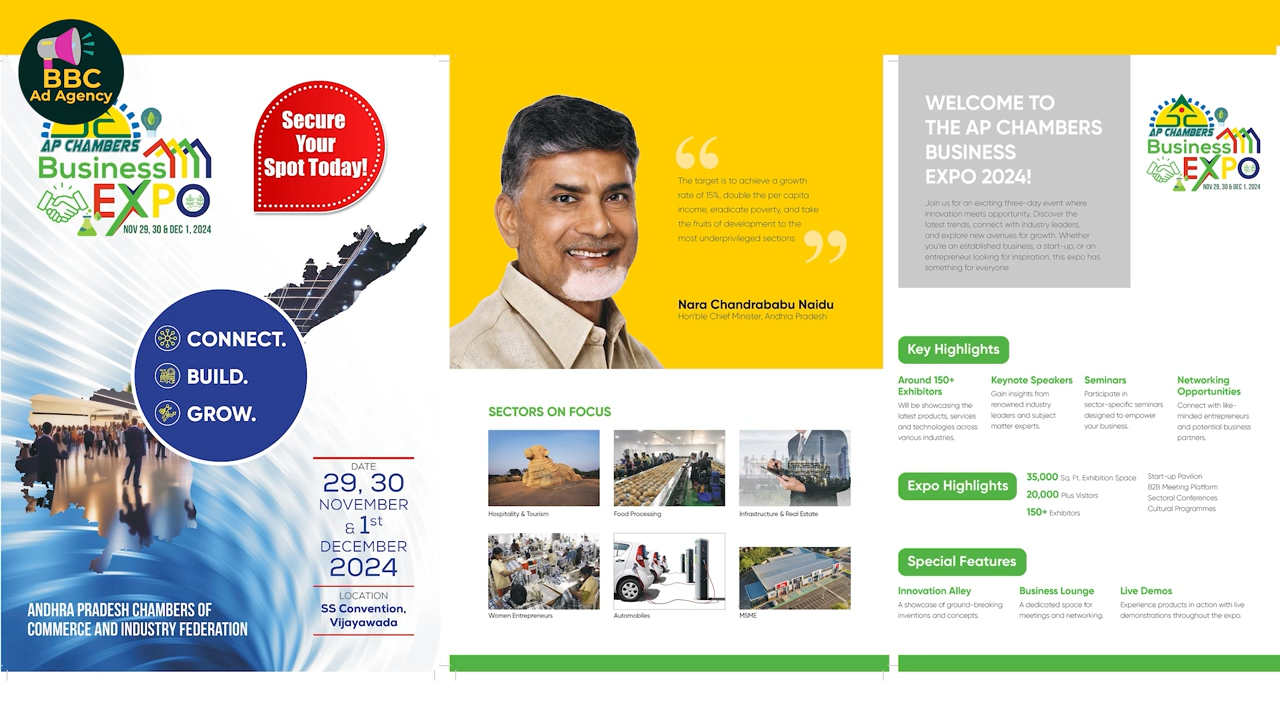 BBC
Ad Agency
AP CHAMBERS
Business
EXPO
NOV 29, 30 & DEC 1, 2024
Secure
Your
Spot Today!
CONNECT.
BUILD.
GROW.
DATE
29, 30
NOVEMBER
& 1st
DECEMBER
2024
LOCATION
SS Convention,
Vijayawada
ANDHRA PRADESH CHAMBERS OF
COMMERCE AND INDUSTRY FEDERATION
“
The target is to achieve a growth
rate of 15%, double the per capita
income, eradicate poverty, and take
the fruits of development to the
most underprivileged sections
”
Nara Chandrababu Naidu
Hon'ble Chief Minister, Andhra Pradesh
SECTORS ON FOCUS
Hospitality & Tourism
Food Processing
Infrastructure & Real Estate
Women Entrepreneurs
Automobiles
MSME
WELCOME TO
THE AP CHAMBERS
BUSINESS
EXPO 2024!
Join us for an exciting three-day event where
innovation meets opportunity. Discover the
latest trends, connect with industry leaders,
and explore new avenues for growth. Whether
you're an established business, a start-up, or an
entrepreneur looking for inspiration, this expo has
something for everyone.
AP CHAMBERS
Business
EXPO
NOV 29, 30 & DEC 1, 2024
Key Highlights
Around 150+
Exhibitors
Will be showcasing the
latest products, services
and technologies across
various industries.
Keynote Speakers
Gain insights from
renowned industry
leaders and subject
matter experts.
Seminars
Participate in
sector-specific seminars
designed to empower
your business.
Networking
Opportunities
Connect with like-
minded entrepreneurs
and potential business
partners.
Expo Highlights
35,000 Sq. Ft. Exhibition Space
20,000 Plus Visitors
150+ Exhibitors
Start-up Pavilion
B2B Meeting Platform
Sectoral Conferences
Cultural Programmes
Special Features
Innovation Alley
A showcase of ground-breaking
inventions and concepts.
Business Lounge
A dedicated space for
meetings and networking.
Live Demos
Experience products in action with live
demonstrations throughout the expo.